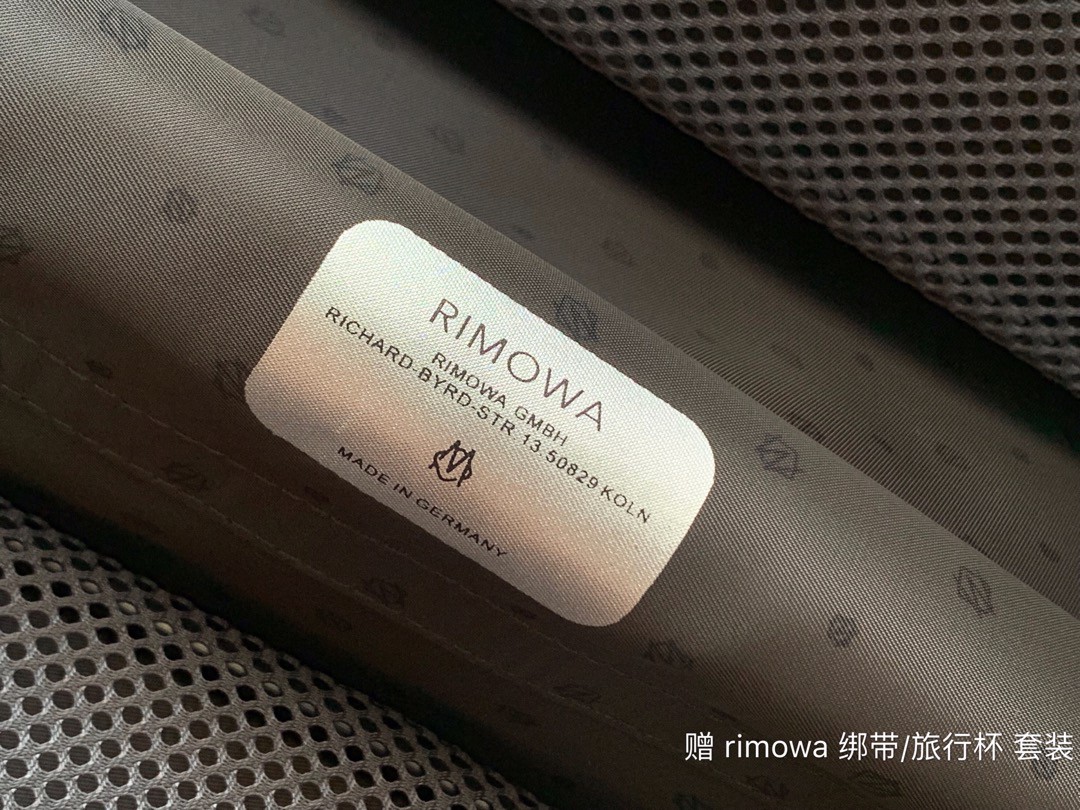 RIMOWA
RIMOWA GMBH
RICHARD-BYRD-STR 13 50829 KOLN
MADE IN GERMANY
赠 rimowa 绑带/旅行杯 套装